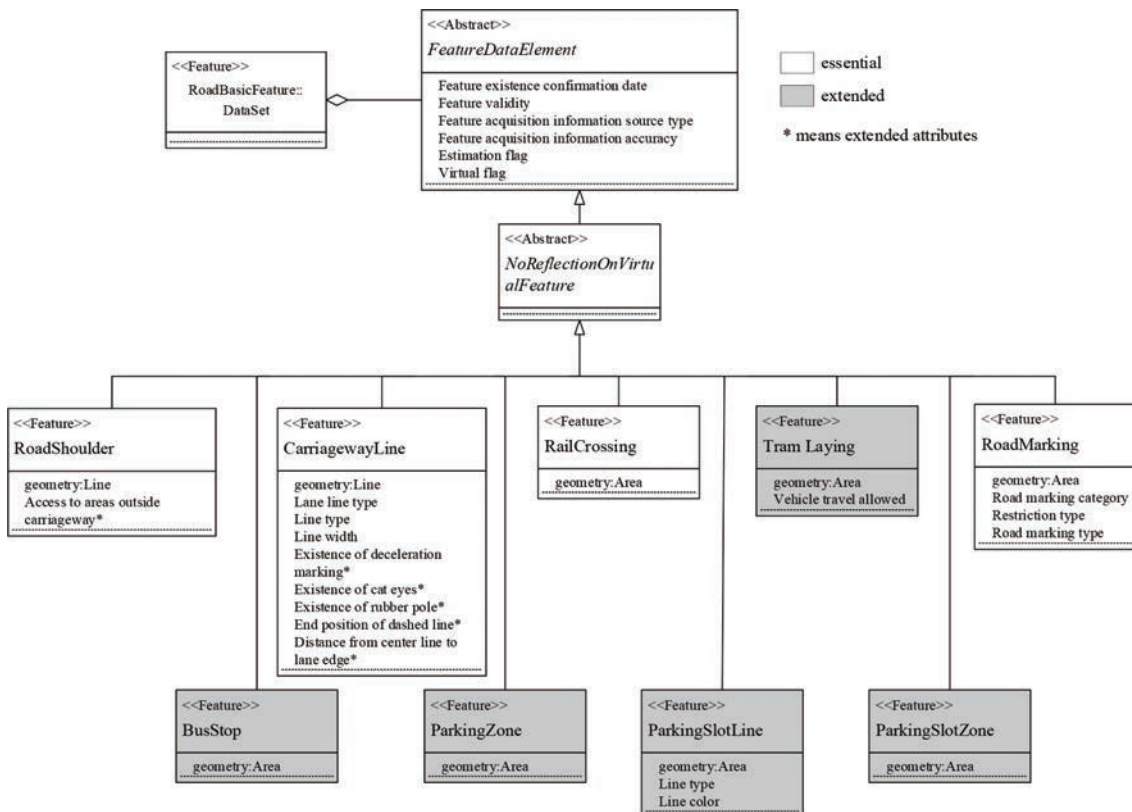 <<Abstract>>
FeatureDataElement
Feature existence confirmation date
Feature validity
Feature acquisition information source type
Feature acquisition information accuracy
Estimation flag
Virtual flag
<<Feature>>
RoadBasicFeature::
DataSet
essential
extended
* means extended attributes
<<Abstract>>
NoReflectionOnVirtu
alFeature
<<Feature>>
RoadShoulder
geometry:Line
Access to areas outside
carriageway*
<<Feature>>
CarriagewayLine
geometry:Line
Lane line type
Line type
Line width
Existence of deceleration
marking*
Existence of cat eyes*
Existence of rubber pole*
End position of dashed line*
Distance from center line to
lane edge*
<<Feature>>
RailCrossing
geometry:Area
<<Feature>>
Tram Laying
geometry:Area
Vehicle travel allowed
<<Feature>>
RoadMarking
geometry:Area
Road marking category
Restriction type
Road marking type
<<Feature>>
BusStop
geometry:Area
<<Feature>>
ParkingZone
geometry:Area
<<Feature>>
ParkingSlotLine
geometry:Area
Line type
Line color
<<Feature>>
ParkingSlotZone
geometry:Area